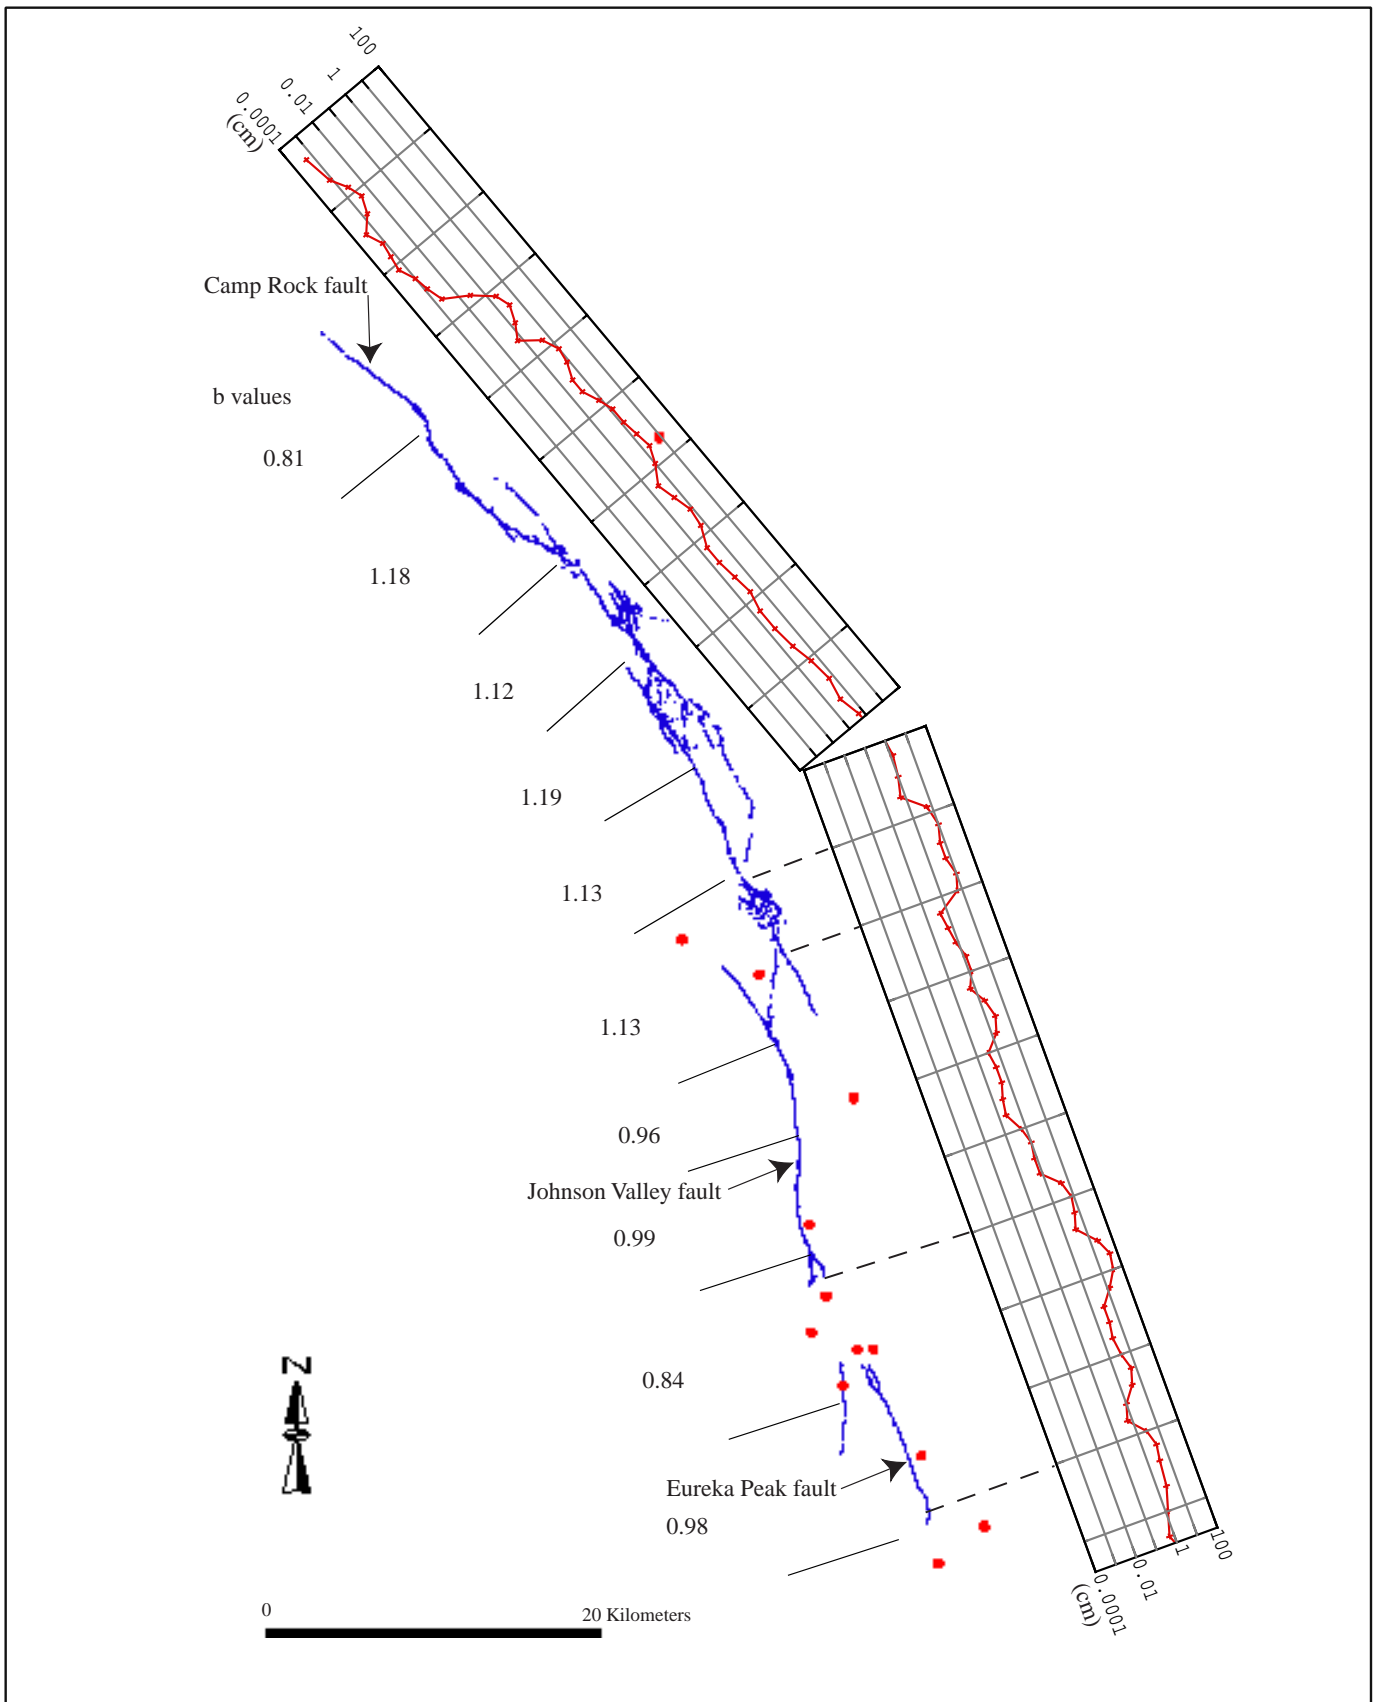 100
1
0.01
0.0001
(cm)
Camp Rock fault
b values
0.81
1.18
1.12
1.19
1.13
1.13
0.96
Johnson Valley fault
0.99
0.84
N
Eureka Peak fault
0.98
100
1
0.01
0.0001
(cm)
0
20 Kilometers